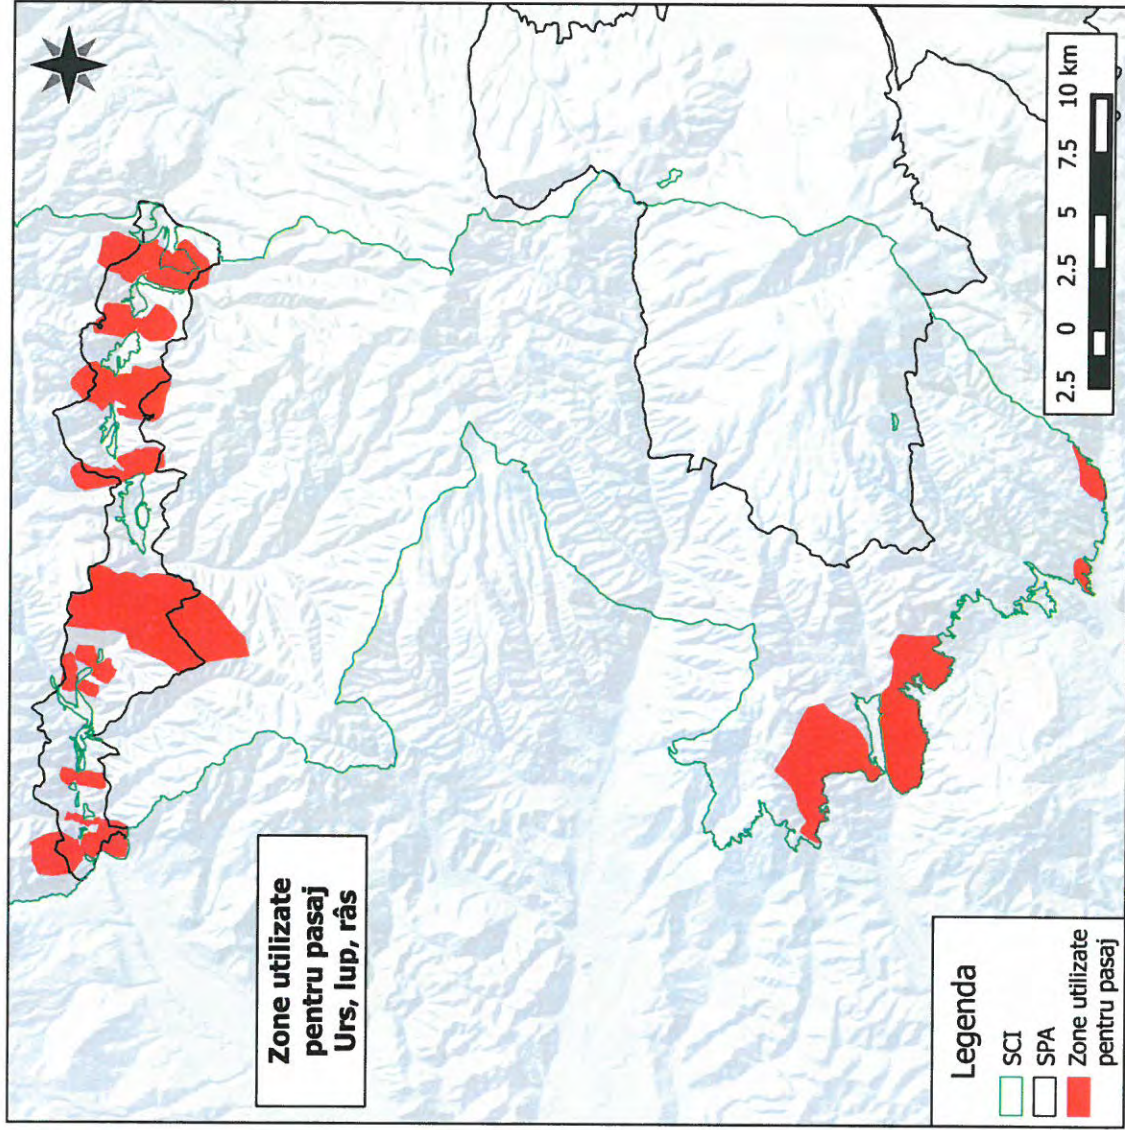 Zone utilizate
pentru pasaj
Urs, lup, râs
Legenda
SCI
SPA
Zone utilizate
pentru pasaj
2.5 0 2.5 5 7.5 10 km